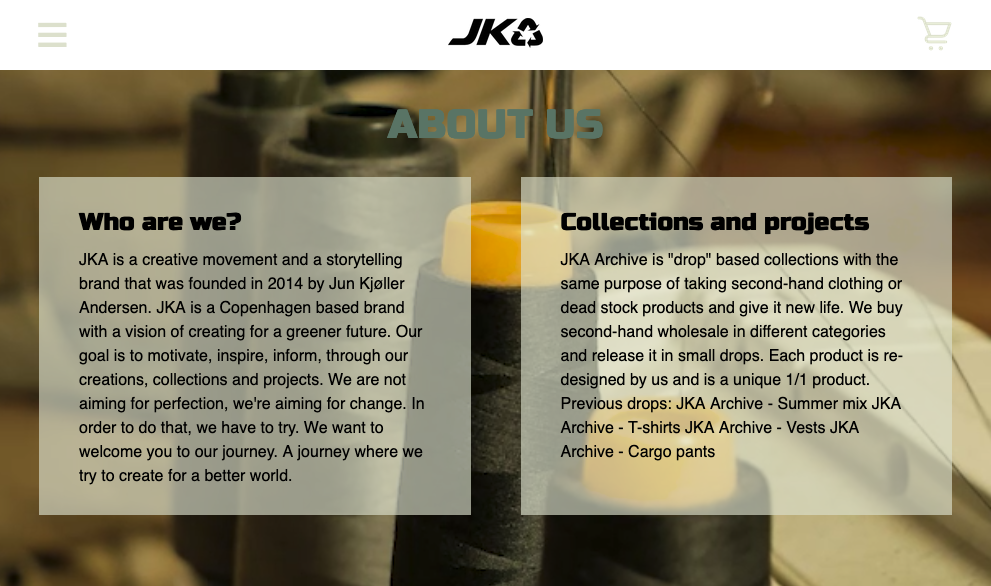 JKA
ABOUT US
Who are we?
JKA is a creative movement and a storytelling
brand that was founded in 2014 by Jun Kjøller
Andersen. JKA is a Copenhagen based brand
with a vision of creating for a greener future. Our
goal is to motivate, inspire, inform, through our
creations, collections and projects. We are not
aiming for perfection, we're aiming for change. In
order to do that, we have to try. We want to
welcome you to our journey. A journey where we
try to create for a better world.
Collections and projects
JKA Archive is "drop" based collections with the
same purpose of taking second-hand clothing or
dead stock products and give it new life. We buy
second-hand wholesale in different categories
and release it in small drops. Each product is re-
designed by us and is a unique 1/1 product.
Previous drops: JKA Archive - Summer mix JKA
Archive - T-shirts JKA Archive - Vests JKA
Archive - Cargo pants